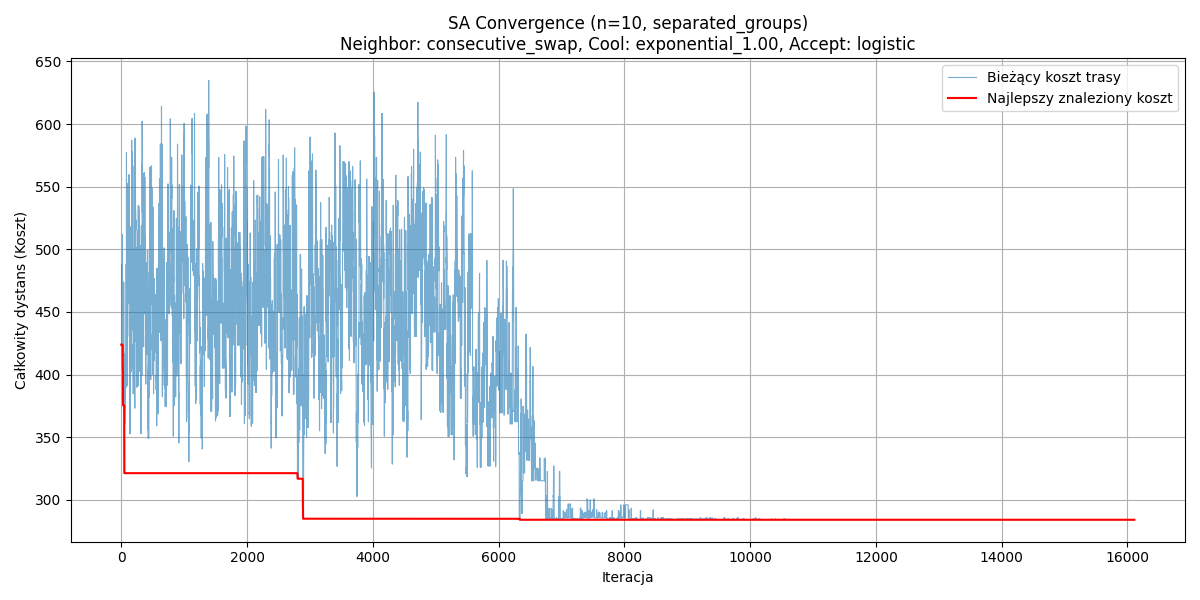 SA Convergence (n=10, separated_groups)
Neighbor: consecutive_swap, Cool: exponential_1.00, Accept: logistic
Bieżący koszt trasy
Najlepszy znaleziony koszt
Całkowity dystans (Koszt)
650
600
550
500
450
400
350
300
0 2000 4000 6000 8000 10000 12000 14000 16000
Iteracja